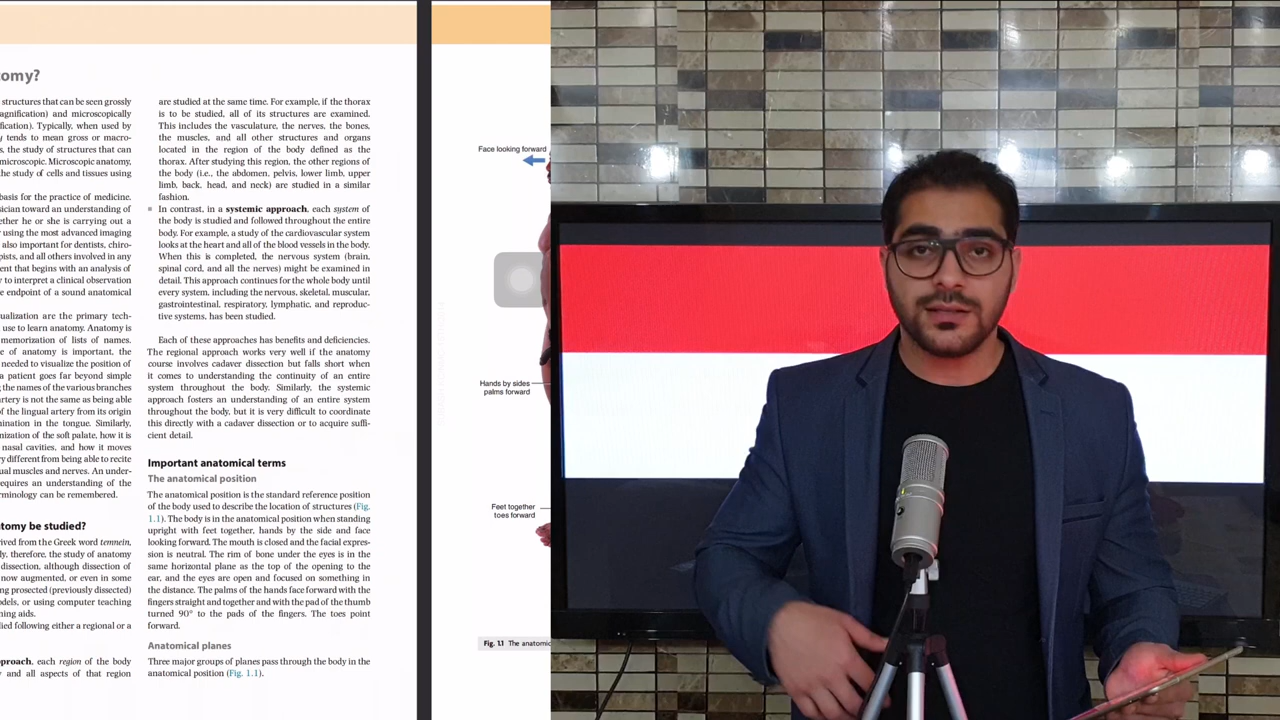 omy?
structures that can be seen grossly
agnification) and microscopically
fication). Typically, when used by
y tends to mean gross or macro-
s, the study of structures that can
microscopic. Microscopic anatomy,
the study of cells and tissues using
basis for the practice of medicine.
sician toward an understanding of
ether he or she is carrying out a
r using the most advanced imaging
also important for dentists, chiro-
pists, and all others involved in any
ent that begins with an analysis of
y to interpret a clinical observation
e endpoint of a sound anatomical
ualization are the primary tech-
use to learn anatomy. Anatomy is
memorization of lists of names.
e of anatomy is important, the
needed to visualize the position of
a patient goes far beyond simple
g the names of the various branches
artery is not the same as being able
of the lingual artery from its origin
mination in the tongue. Similarly,
nization of the soft palate, how it is
nasal cavities, and how it moves
y different from being able to recite
ual muscles and nerves. An under-
requires an understanding of the
rminology can be remembered.
atomy be studied?
rived from the Greek word temnein,
ly, therefore, the study of anatomy
dissection, although dissection of
now augmented, or even in some
ng prosected (previously dissected)
odels, or using computer teaching
ning aids.
died following either a regional or a
pproach, each region of the body
y and all aspects of that region
are studied at the same time. For example, if the thorax
is to be studied, all of its structures are examined.
This includes the vasculature, the nerves, the bones,
the muscles, and all other structures and organs
located in the region of the body defined as the
thorax. After studying this region, the other regions of
the body (i.e., the abdomen, pelvis, lower limb, upper
limb, back, head, and neck) are studied in a similar
fashion.
In contrast, in a systemic approach, each system of
the body is studied and followed throughout the entire
body. For example, a study of the cardiovascular system
looks at the heart and all of the blood vessels in the body.
When this is completed, the nervous system (brain,
spinal cord, and all the nerves) might be examined in
detail. This approach continues for the whole body until
every system, including the nervous, skeletal, muscular,
gastrointestinal, respiratory, lymphatic, and reproduc-
tive systems, has been studied.
Each of these approaches has benefits and deficiencies.
The regional approach works very well if the anatomy
course involves cadaver dissection but falls short when
it comes to understanding the continuity of an entire
system throughout the body. Similarly, the systemic
approach fosters an understanding of an entire system
throughout the body, but it is very difficult to coordinate
this directly with a cadaver dissection or to acquire suffi-
cient detail.
Important anatomical terms
The anatomical position
The anatomical position is the standard reference position
of the body used to describe the location of structures (Fig.
1.1). The body is in the anatomical position when standing
upright with feet together, hands by the side and face
looking forward. The mouth is closed and the facial expres-
sion is neutral. The rim of bone under the eyes is in the
same horizontal plane as the top of the opening to the
ear, and the eyes are open and focused on something in
the distance. The palms of the hands face forward with the
fingers straight and together and with the pad of the thumb
turned 90° to the pads of the fingers. The toes point
forward.
Anatomical planes
Three major groups of planes pass through the body in the
anatomical position (Fig. 1.1).
Face looking forward
Hands by sides
palms forward
Feet together
toes forward
Fig. 1.1 The anatomic